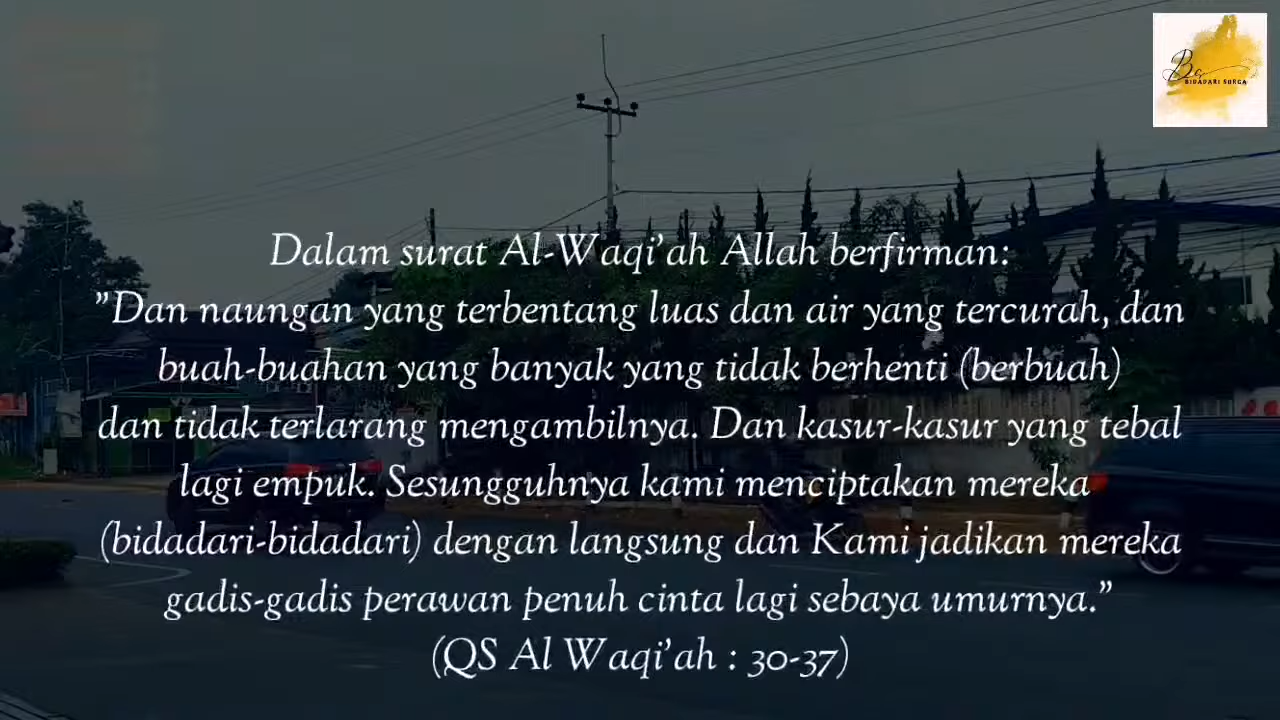 Bs
BIDADARI SORGA
Dalam surat Al-Waqi'ah Allah berfirman:
"Dan naungan yang terbentang luas dan air yang tercurah, dan
buah-buahan yang banyak yang tidak berhenti (berbuah)
dan tidak terlarang mengambilnya. Dan kasur-kasur yang tebal
lagi empuk. Sesungguhnya kami menciptakan mereka
(bidadari-bidadari) dengan langsung dan Kami jadikan mereka
gadis-gadis perawan penuh cinta lagi sebaya umurnya."
(QS Al Waqi'ah : 30-37)